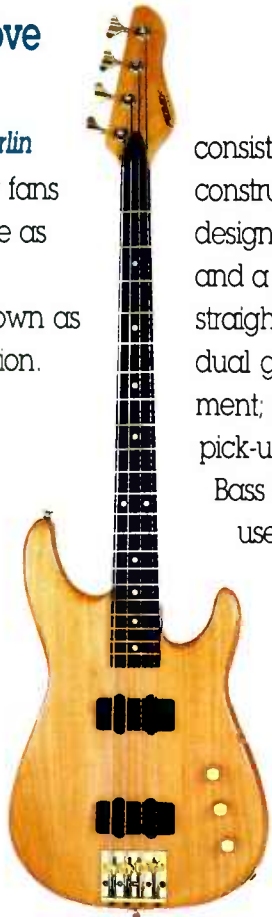 ove
rlin
fans
e as
own as
ion.
consist
constru
design
and a
straigh
dual g
ment;
pick-u
Bass
use